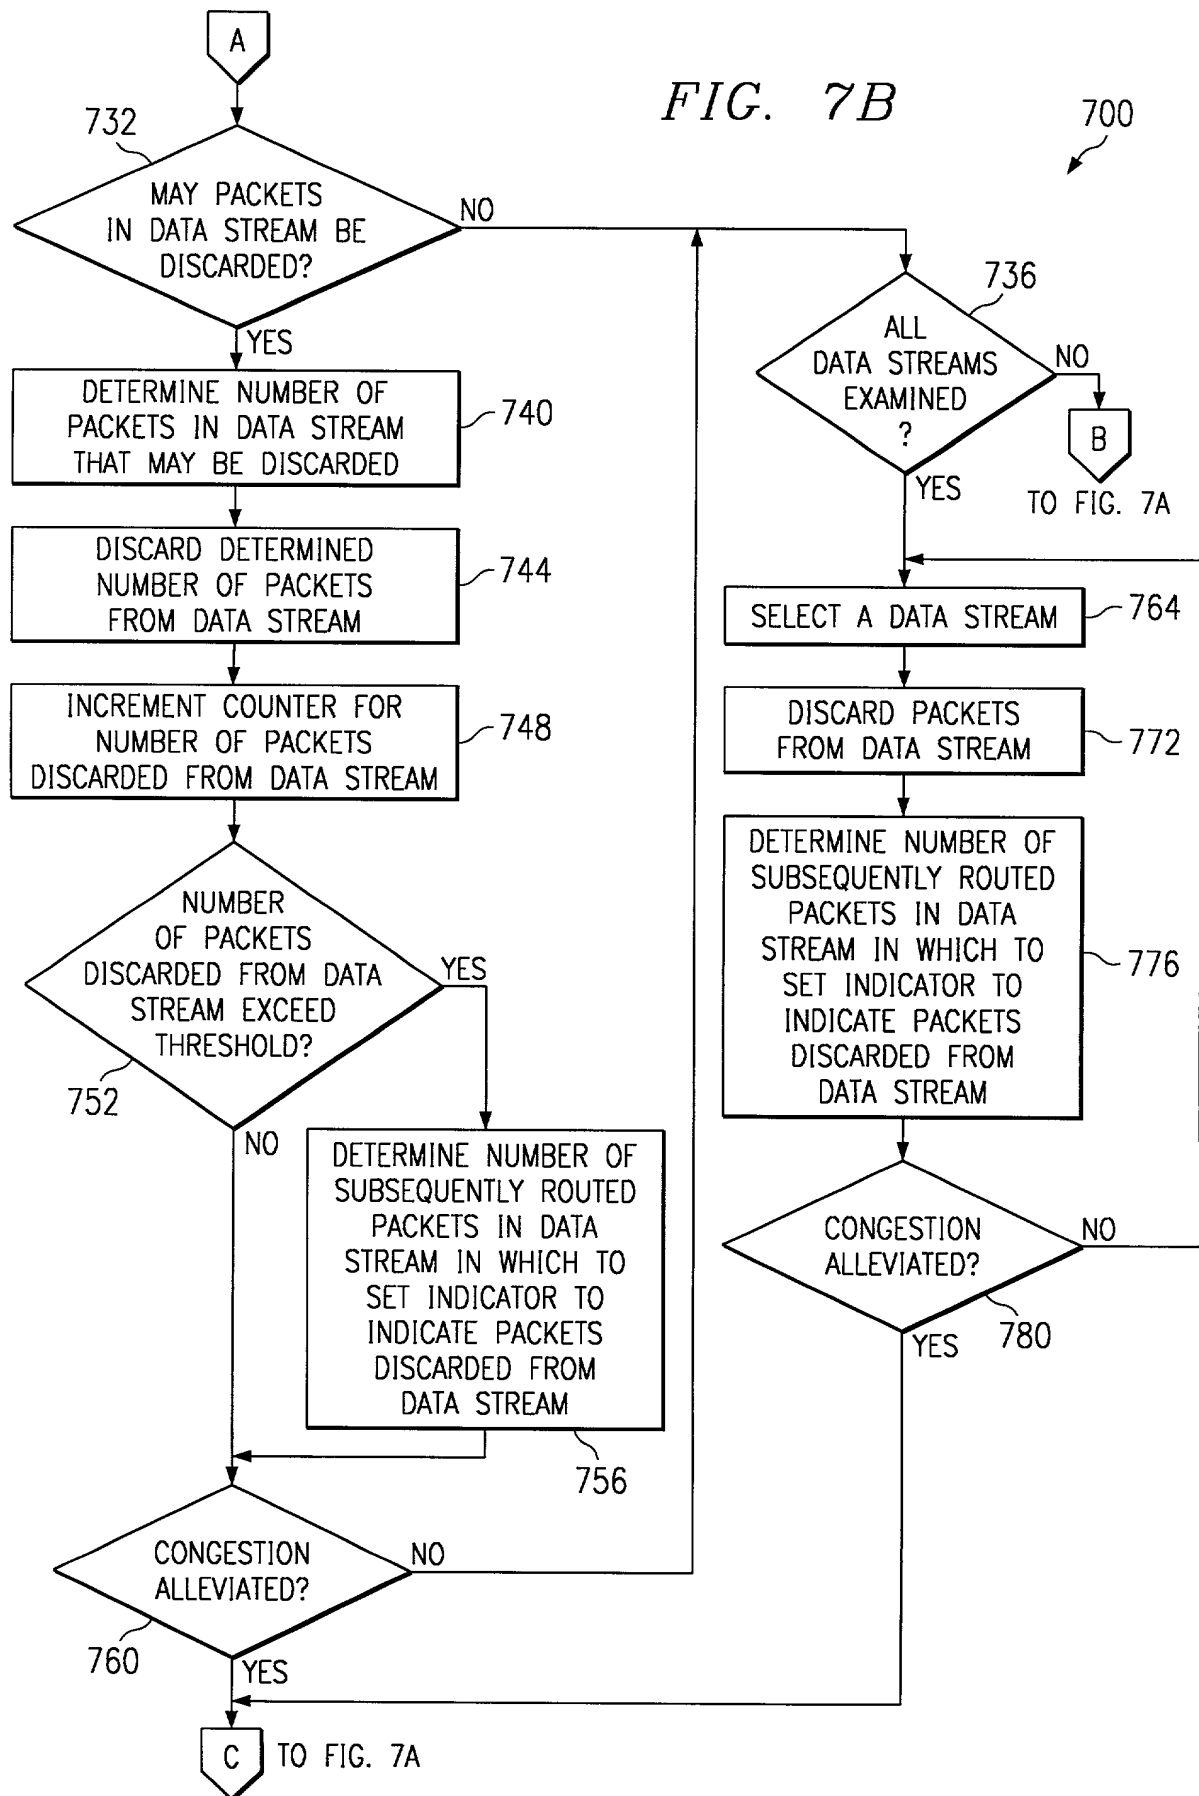 A
FIG. 7B
700
732
MAY PACKETS
IN DATA STREAM BE
DISCARDED?
NO
YES
DETERMINE NUMBER OF
PACKETS IN DATA STREAM
THAT MAY BE DISCARDED
740
DISCARD DETERMINED
NUMBER OF PACKETS
FROM DATA STREAM
744
INCREMENT COUNTER FOR
NUMBER OF PACKETS
DISCARDED FROM DATA STREAM
748
NUMBER
OF PACKETS
DISCARDED FROM DATA
STREAM EXCEED
THRESHOLD?
YES
752
NO
DETERMINE NUMBER OF
SUBSEQUENTLY ROUTED
PACKETS IN DATA
STREAM IN WHICH TO
SET INDICATOR TO
INDICATE PACKETS
DISCARDED FROM
DATA STREAM
756
CONGESTION
ALLEVIATED?
NO
760
YES
C
TO FIG. 7A
736
ALL
DATA STREAMS
EXAMINED
?
NO
B
TO FIG. 7A
YES
SELECT A DATA STREAM
764
DISCARD PACKETS
FROM DATA STREAM
772
DETERMINE NUMBER OF
SUBSEQUENTLY ROUTED
PACKETS IN DATA
STREAM IN WHICH TO
SET INDICATOR TO
INDICATE PACKETS
DISCARDED FROM
DATA STREAM
776
CONGESTION
ALLEVIATED?
NO
780
YES